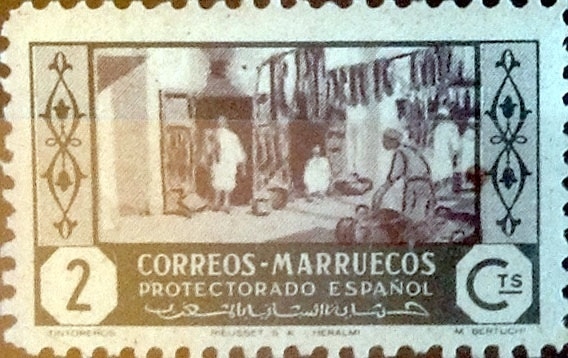 CORREOS-MARRUECOS
2 PROTECTORADO ESPAÑOL CTS
TINTOREROS RIEUSSET S.A. M. BERTUCHI